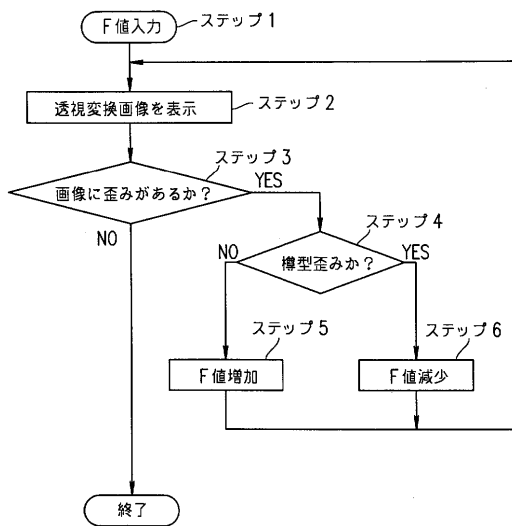 F値入力
ステップ1
透視変換画像を表示
ステップ2
ステップ3
画像に歪みがあるか?
YES
NO
ステップ4
樽型歪みか?
NO
YES
ステップ5
ステップ6
F値増加
F値減少
終了